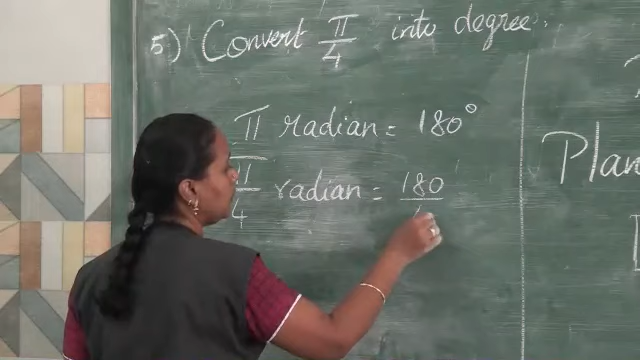 5) Convert π/4 into degree.
π radian = 180°
π/4 radian = 180/
Plan